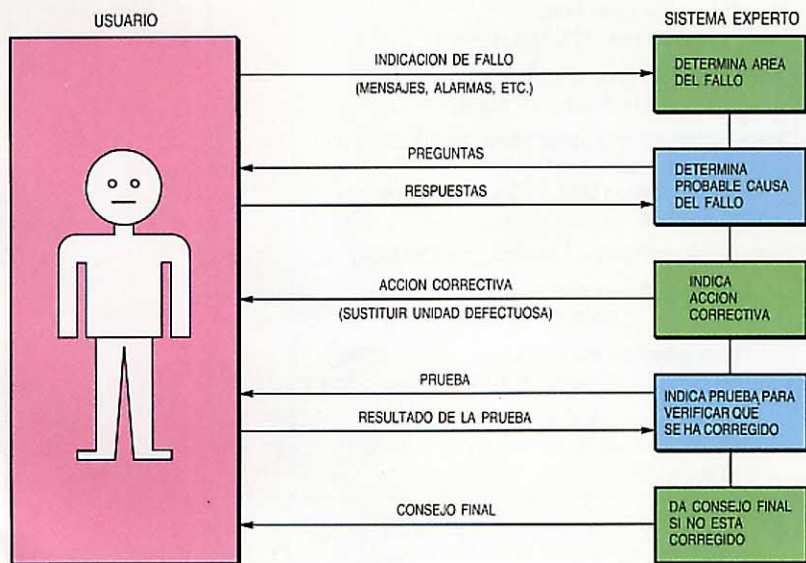 USUARIO
SISTEMA EXPERTO
INDICACION DE FALLO
(MENSAJES, ALARMAS, ETC.)
DETERMINA AREA
DEL FALLO
PREGUNTAS
RESPUESTAS
DETERMINA
PROBABLE CAUSA
DEL FALLO
ACCION CORRECTIVA
(SUSTITUIR UNIDAD DEFECTUOSA)
INDICA
ACCION
CORRECTIVA
PRUEBA
RESULTADO DE LA PRUEBA
INDICA PRUEBA PARA
VERIFICAR QUE
SE HA CORREGIDO
CONSEJO FINAL
DA CONSEJO FINAL
SI NO ESTA
CORREGIDO